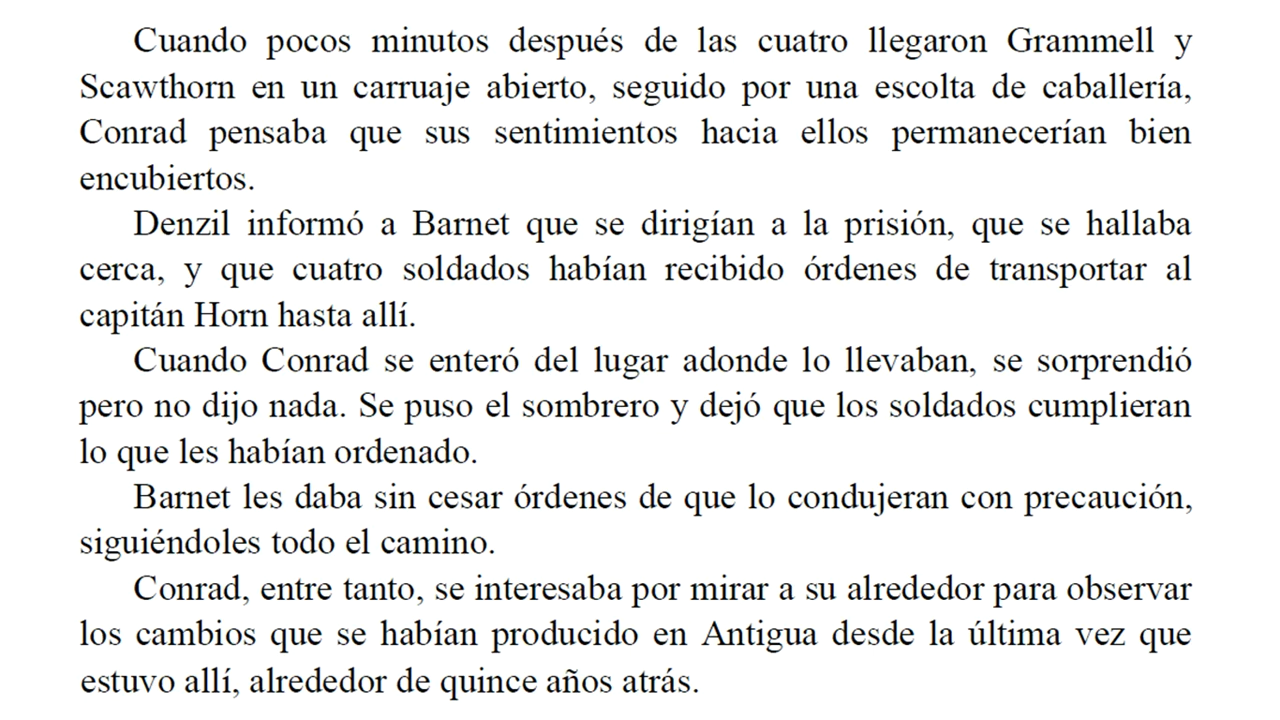 Cuando pocos minutos después de las cuatro llegaron Grammell y
Scawthorn en un carruaje abierto, seguido por una escolta de caballería,
Conrad pensaba que sus sentimientos hacia ellos permanecerían bien
encubiertos.
Denzil informó a Barnet que se dirigían a la prisión, que se hallaba
cerca, y que cuatro soldados habían recibido órdenes de transportar al
capitán Horn hasta allí.
Cuando Conrad se enteró del lugar adonde lo llevaban, se sorprendió
pero no dijo nada. Se puso el sombrero y dejó que los soldados cumplieran
lo que les habían ordenado.
Barnet les daba sin cesar órdenes de que lo condujeran con precaución,
siguiéndoles todo el camino.
Conrad, entre tanto, se interesaba por mirar a su alrededor para observar
los cambios que se habían producido en Antigua desde la última vez que
estuvo allí, alrededor de quince años atrás.